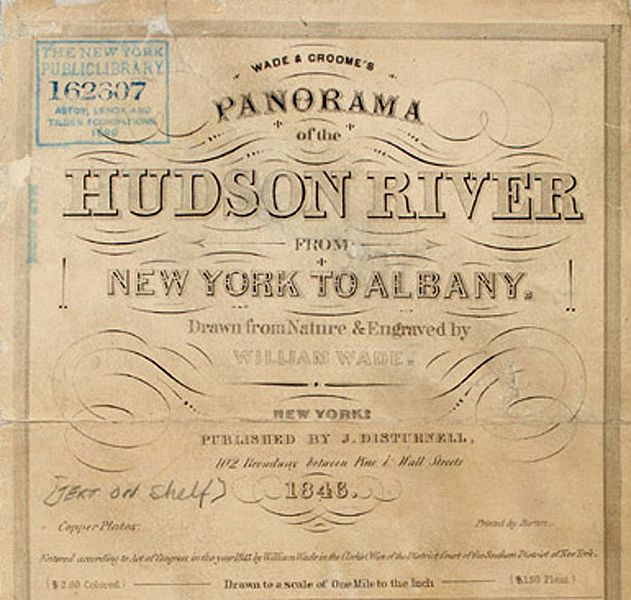 THE NEW YORK
PUBLIC LIBRARY
162307
ASTOR, LENOX AND
TILDEN FOUNDATIONS
WADE & CROOME'S
PANORAMA
of the
HUDSON RIVER
FROM
NEW YORK TO ALBANY.
Drawn from Nature & Engraved by
WILLIAM WADE.
NEW YORK:
PUBLISHED BY J. DISTURNELL,
102 Broadway between Pine & Wall Streets
1846.
[TEXT ON Shelf]
Copper Plates. Printed by
Entered according to Act of Congress in the year 1845 by William Wade in the Clerks Office of the District Court of the Southern District of New York.
($2.00 Colored) Drawn to a scale of One Mile to the Inch ($1.50 Plain)